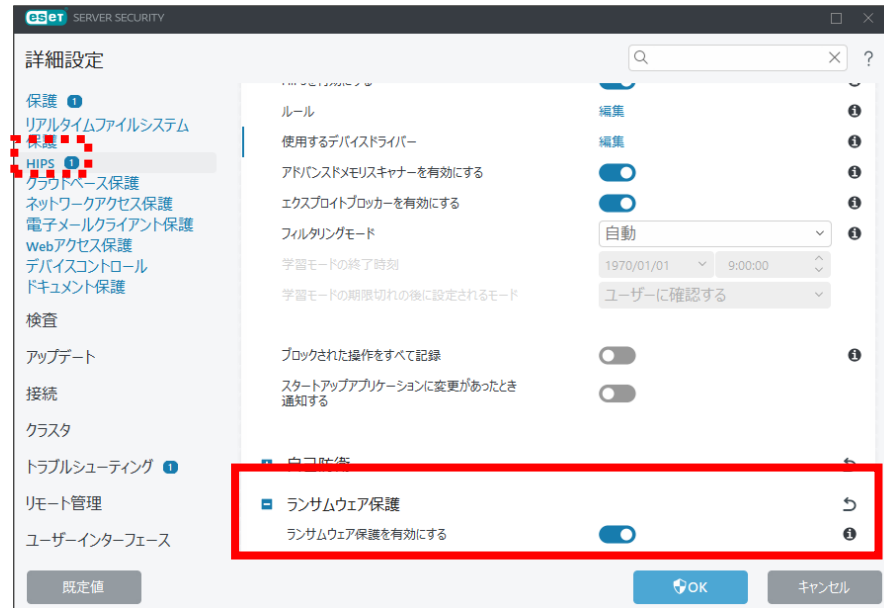 eset SERVER SECURITY
詳細設定
?
保護 1
リアルタイムファイルシステム
保護
HIPS 1
クラウドベース保護
ネットワークアクセス保護
電子メールクライアント保護
Webアクセス保護
デバイスコントロール
ドキュメント保護
検査
アップデート
接続
クラスタ
トラブルシューティング 1
リモート管理
ユーザーインターフェース
HIPSを有効にする
ルール 編集
使用するデバイスドライバー 編集
アドバンスドメモリスキャナーを有効にする
エクスプロイトブロッカーを有効にする
フィルタリングモード 自動
学習モードの終了時刻 1970/01/01 9:00:00
学習モードの期限切れの後に設定されるモード ユーザーに確認する
ブロックされた操作をすべて記録
スタートアップアプリケーションに変更があったとき
通知する
自己防衛
ランサムウェア保護
ランサムウェア保護を有効にする
既定値 OK キャンセル